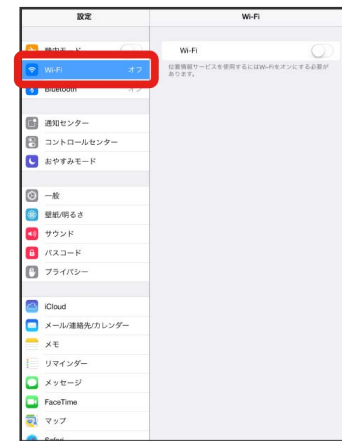 設定
Wi-Fi
機内モード
Wi-Fi
オフ
Wi-Fi
位置情報サービスを使用するにはWi-Fiをオンにする必要が
あります。
Bluetooth
オフ
通知センター
コントロールセンター
おやすみモード
一般
壁紙/明るさ
サウンド
パスコード
プライバシー
iCloud
メール/連絡先/カレンダー
メモ
リマインダー
メッセージ
FaceTime
マップ
Safari